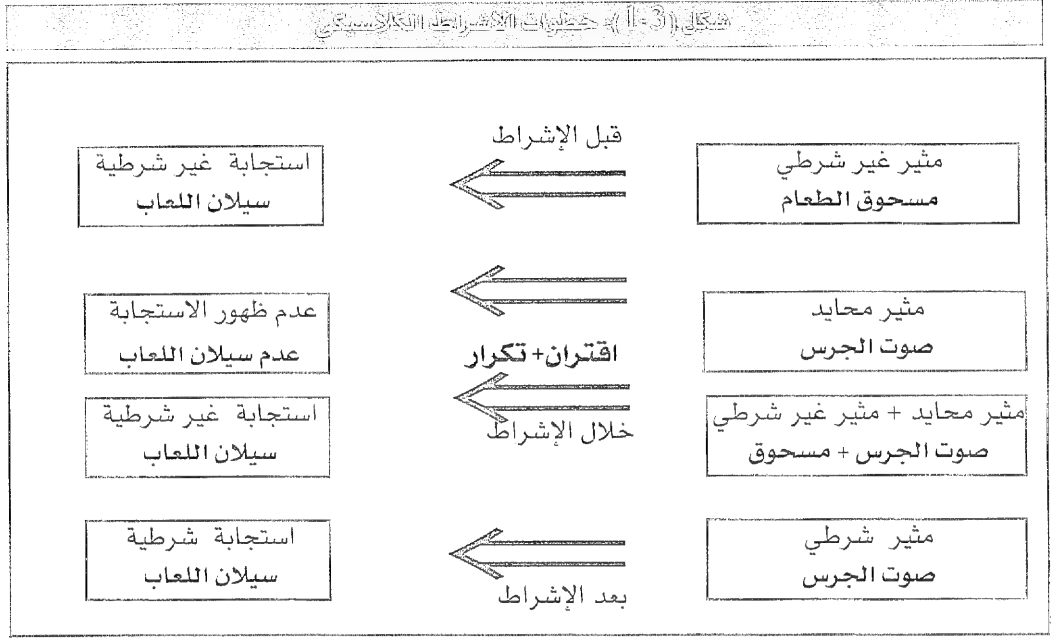 شكل (3-1)، خطوات الاشراط الكلاسيكي
قبل الإشراط
مثير غير شرطي
مسحوق الطعام
استجابة غير شرطية
سيلان اللعاب
مثير محايد
صوت الجرس
عدم ظهور الاستجابة
عدم سيلان اللعاب
اقتران+ تكرار
مثير محايد + مثير غير شرطي
صوت الجرس + مسحوق
خلال الإشراط
استجابة غير شرطية
سيلان اللعاب
مثير شرطي
صوت الجرس
بعد الإشراط
استجابة شرطية
سيلان اللعاب